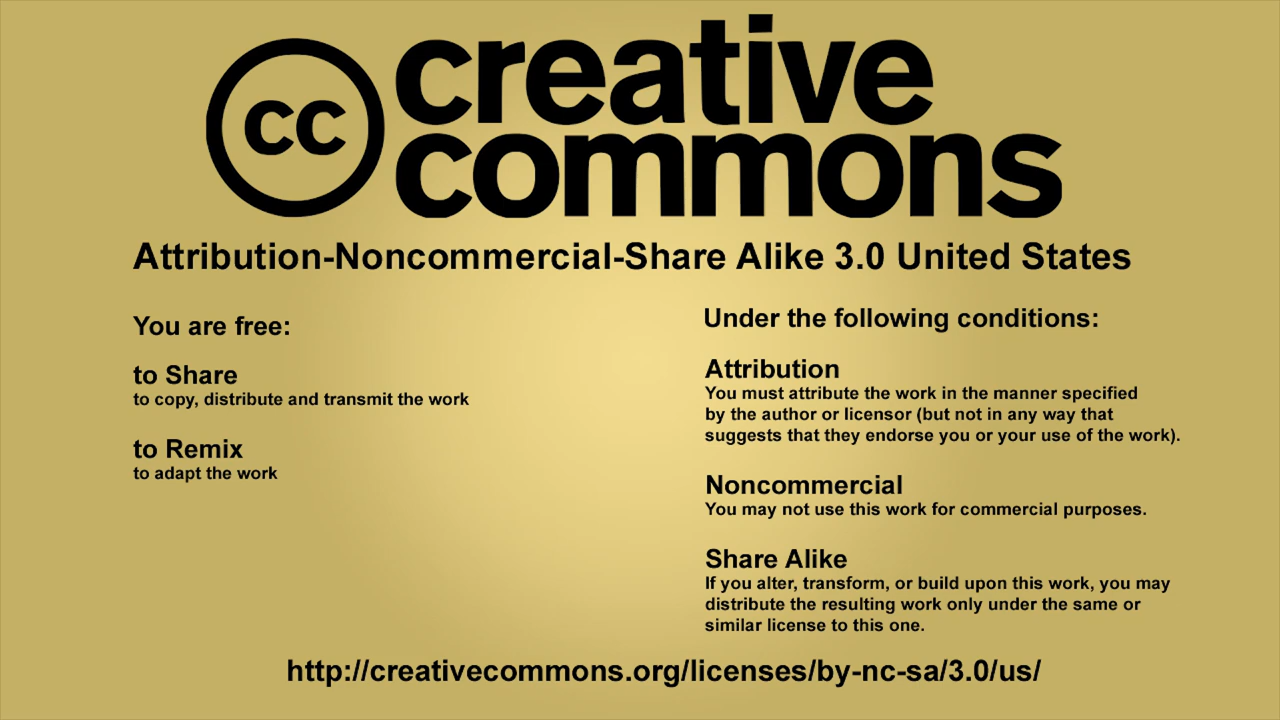 cc creative
commons
Attribution-Noncommercial-Share Alike 3.0 United States
You are free:
to Share
to copy, distribute and transmit the work
to Remix
to adapt the work
Under the following conditions:
Attribution
You must attribute the work in the manner specified
by the author or licensor (but not in any way that
suggests that they endorse you or your use of the work).
Noncommercial
You may not use this work for commercial purposes.
Share Alike
If you alter, transform, or build upon this work, you may
distribute the resulting work only under the same or
similar license to this one.
http://creativecommons.org/licenses/by-nc-sa/3.0/us/